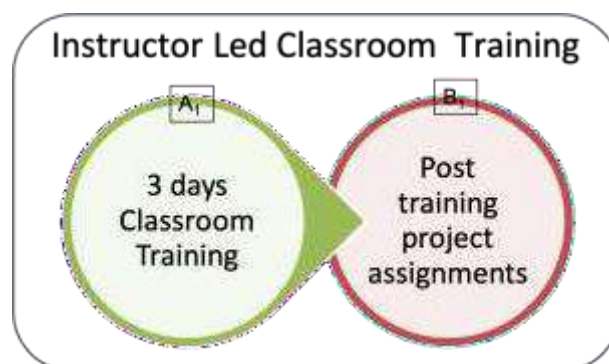 Instructor Led Classroom Training
A₁
3 days
Classroom
Training
B₁
Post
training
project
assignments